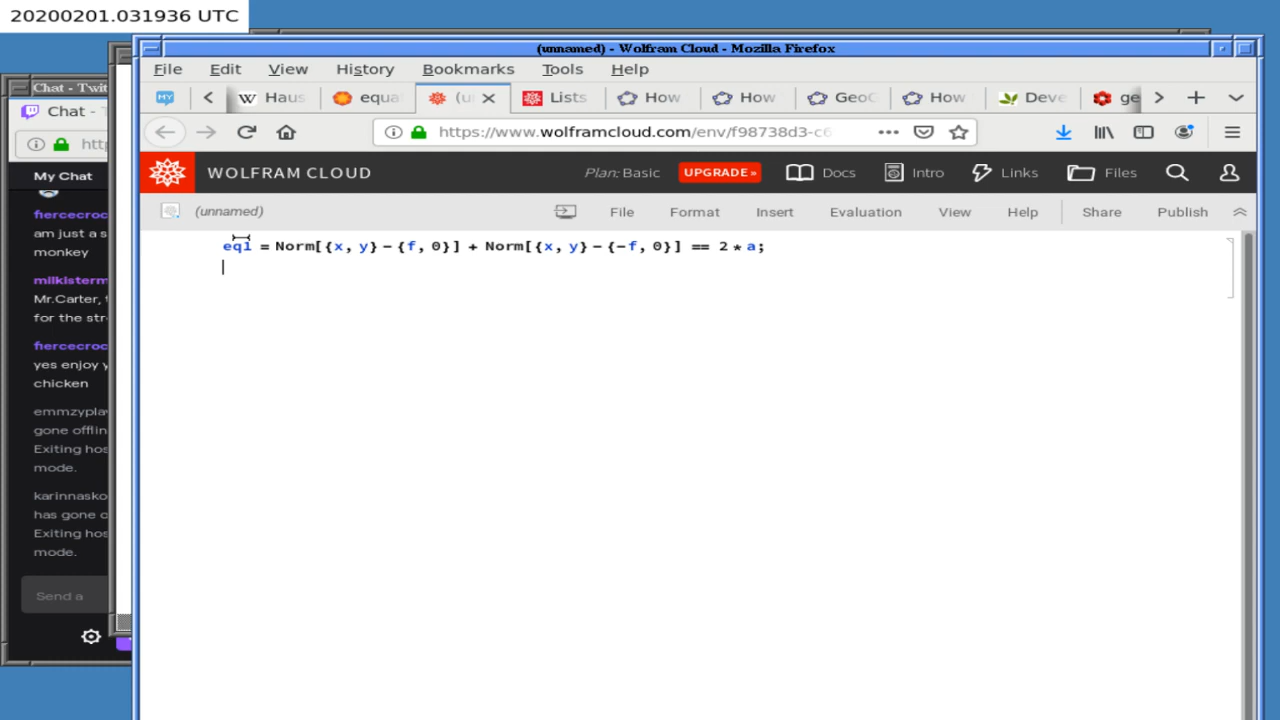 20200201.031936 UTC
(unnamed) - Wolfram Cloud - Mozilla Firefox
File Edit View History Bookmarks Tools Help
Haus equa (u Lists How How GeoG How Deve ge
https://www.wolframcloud.com/env/f98738d3-c6
WOLFRAM CLOUD Plan: Basic UPGRADE» Docs Intro Links Files
(unnamed) File Format Insert Evaluation View Help Share Publish
eq1 = Norm[{x, y} - {f, 0}] + Norm[{x, y} - {-f, 0}] == 2 * a;
Chat - Twit
Chat -
http
My Chat
fiercecroc
am just a s
monkey
milkisterm
Mr.Carter,
for the str
fiercecroc
yes enjoy y
chicken
emmzypla
gone offlin
Exiting hos
mode.
karinnasko
has gone o
Exiting hos
mode.
Send a